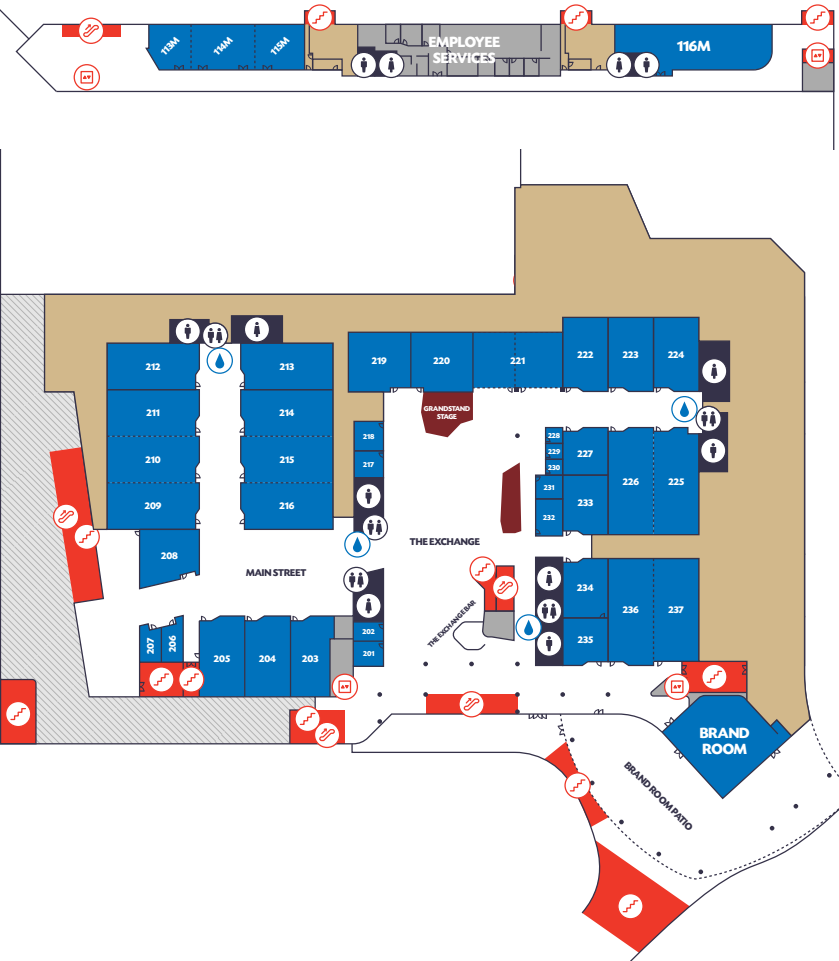 113M
114M
115M
EMPLOYEE
SERVICES
116M
212
213
211
214
210
215
209
216
208
219
220
221
222
223
224
GRANDSTAND
STAGE
218
217
228
229
230
227
226
225
231
232
233
MAIN STREET
THE EXCHANGE
THE EXCHANGE BAR
234
235
236
237
207
206
205
204
203
202
201
BRAND
ROOM
BRAND ROOM PATIO